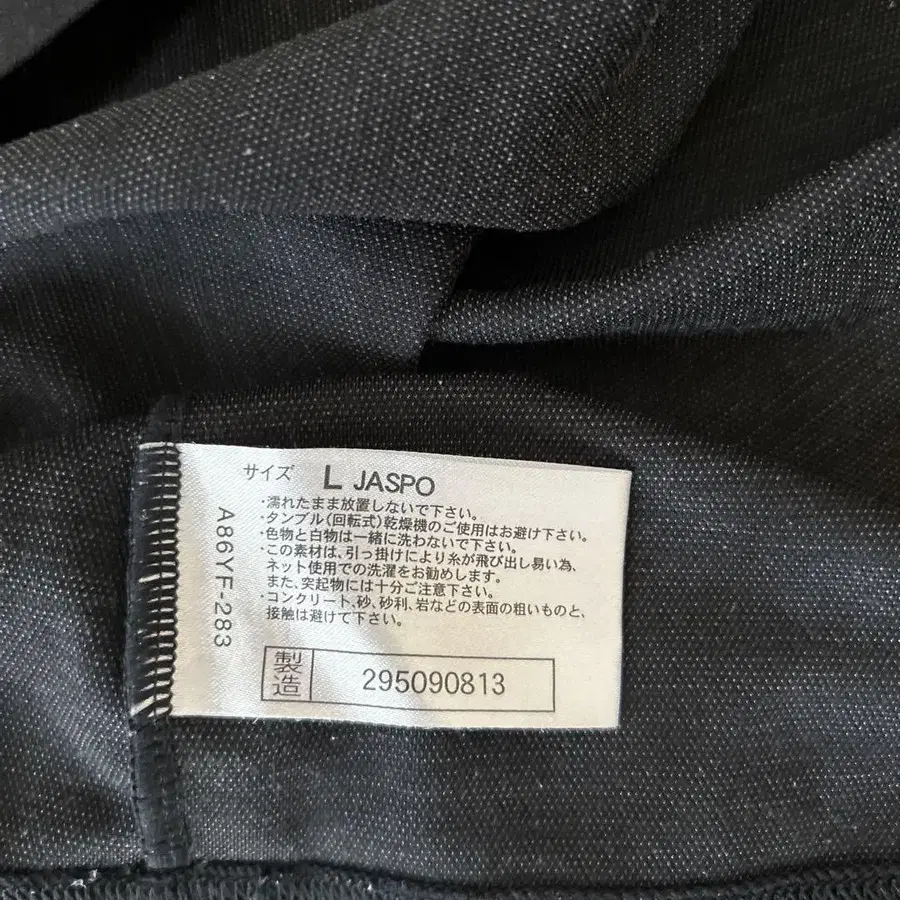 サイズ L JASPO
・濡れたまま放置しないで下さい。
・タンブル(回転式)乾燥機のご使用はお避け下さい。
・色物と白物は一緒に洗わないで下さい。
・この素材は、引っ掛けにより糸が飛び出し易い為、
ネット使用での洗濯をお勧めします。
また、突起物には十分ご注意下さい。
・コンクリート、砂、砂利、岩などの表面の粗いものと、
接触は避けて下さい。
A86YF-283
製造 295090813